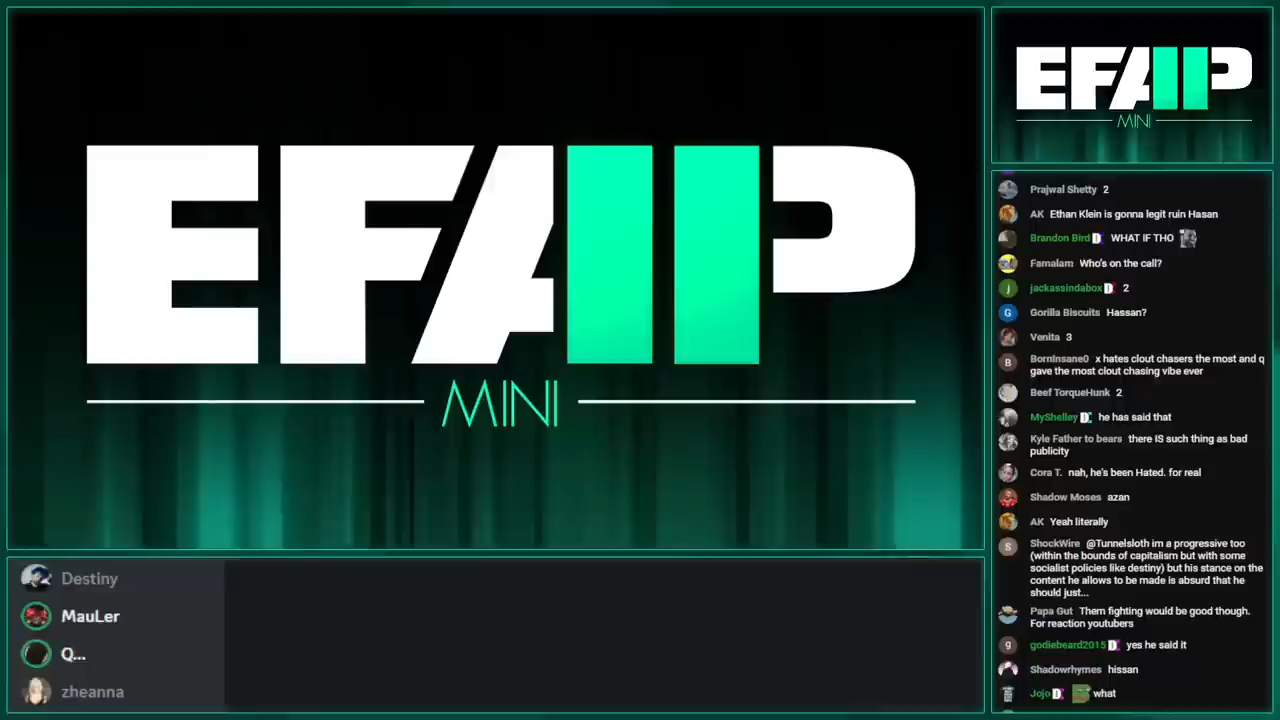 EFAP
MINI
Destiny
MauLer
Q...
zheanna
EFAP
MINI
Prajwal Shetty 2
AK Ethan Klein is gonna legit ruin Hasan
Brandon Bird D WHAT IF THO
Famalam Who's on the call?
j jackassindabox D 2
G Gorilla Biscuits Hassan?
Venita 3
B BornInsane0 x hates clout chasers the most and q
gave the most clout chasing vibe ever
Beef TorqueHunk 2
MyShelley D he has said that
Kyle Father to bears there IS such thing as bad
publicity
Cora T. nah, he's been Hated. for real
Shadow Moses azan
AK Yeah literally
S ShockWire @Tunnelsloth im a progressive too
(within the bounds of capitalism but with some
socialist policies like destiny) but his stance on the
content he allows to be made is absurd that he
should just...
Papa Gut Them fighting would be good though.
For reaction youtubers
g godiebeard2015 D yes he said it
Shadowrhymes hissan
Jojo D what